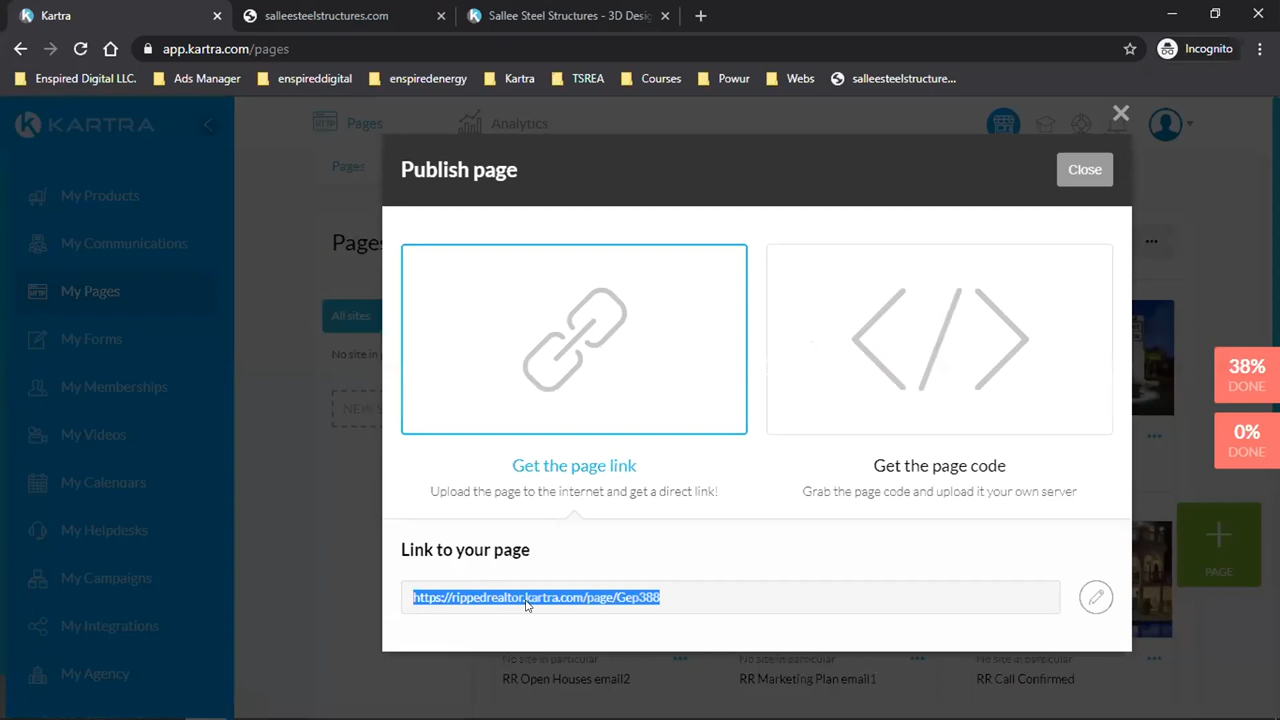 Kartra
salleesteelstructures.com
Sallee Steel Structures - 3D Desig
app.kartra.com/pages
Incognito
Enspired Digital LLC.
Ads Manager
enspireddigital
enspiredenergy
Kartra
TSREA
Courses
Powur
Webs
salleesteelstructure...
KARTRA
Pages
Analytics
My Products
My Communications
My Pages
My Forms
My Memberships
My Videos
My Calendars
My Helpdesks
My Campaigns
My Integrations
My Agency
Pages
Pages
All sites
No site in
Publish page
Close
Get the page link
Upload the page to the internet and get a direct link!
Get the page code
Grab the page code and upload it your own server
Link to your page
https://rippedrealtor.kartra.com/page/Gep388
38%
DONE
0%
DONE
PAGE
No site in particular
RR Open Houses email2
No site in particular
RR Marketing Plan email1
No site in particular
RR Call Confirmed